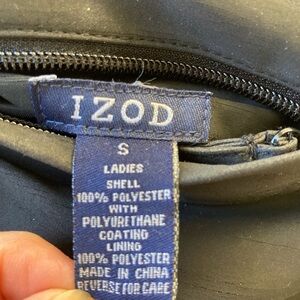 IZOD
S
LADIES
SHELL
100% POLYESTER
WITH
POLYURETHANE
COATING
LINING
100% POLYESTER
MADE IN CHINA
REVERSE FOR CARE